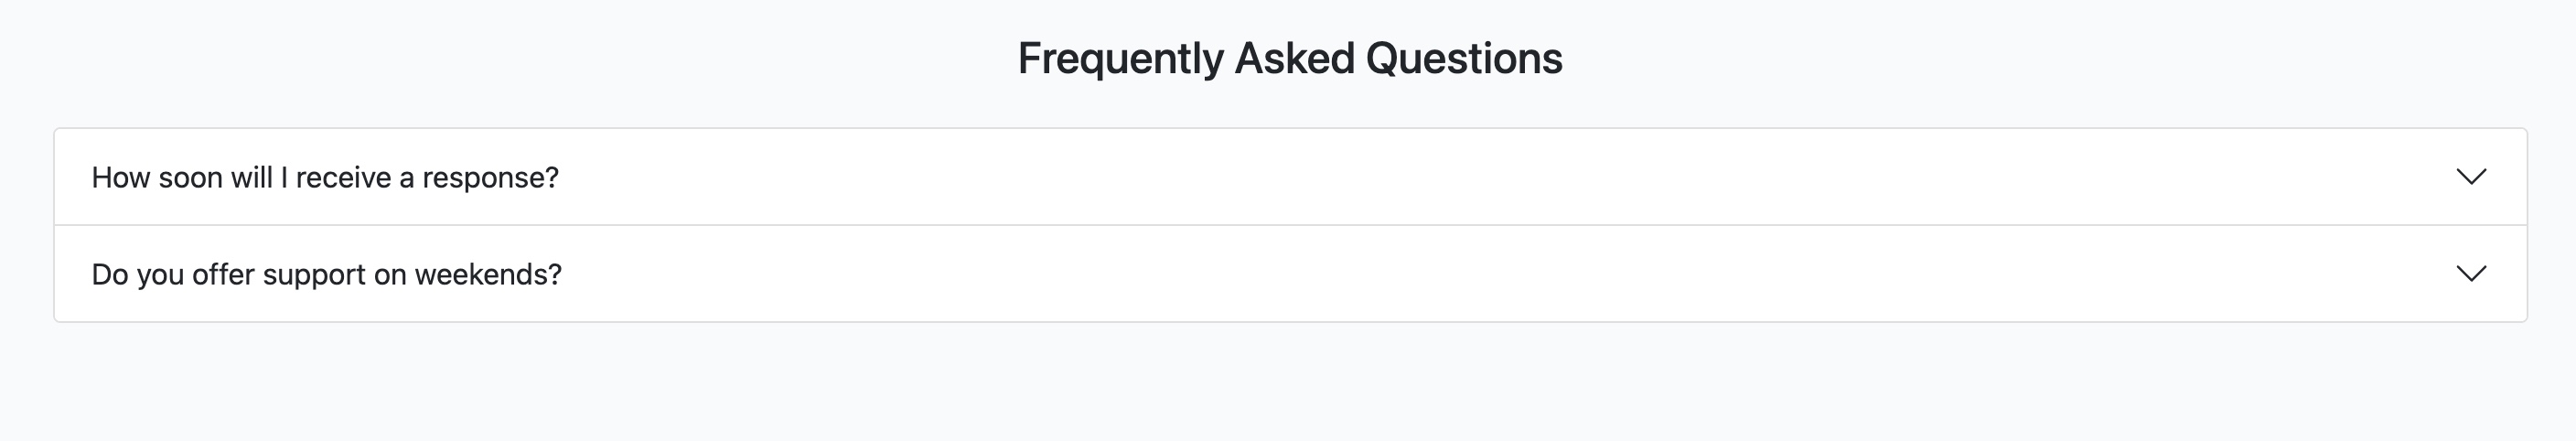 Frequently Asked Questions
How soon will I receive a response?
Do you offer support on weekends?